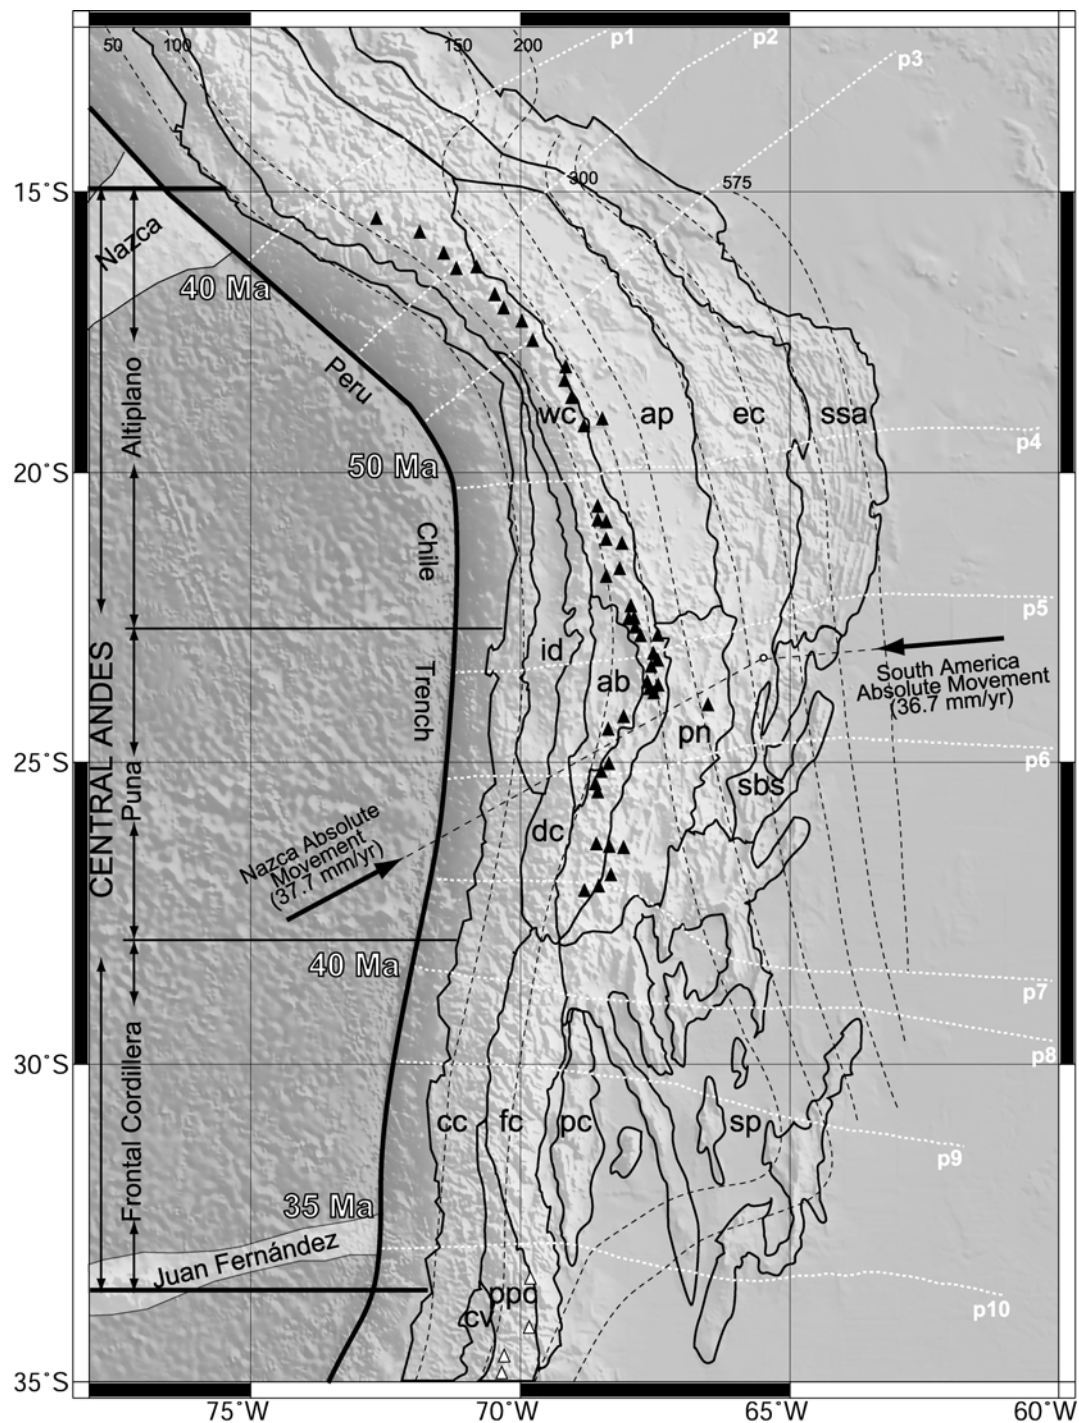 50
100
150
200
p1
p2
p3
300
575
15°S
Nazca
40 Ma
Peru
Altiplano
wc
ap
ec
ssa
p4
50 Ma
20°S
Chile
p5
CENTRAL ANDES
Trench
id
ab
pn
South America
Absolute Movement
(36.7 mm/yr)
25°S
Puna
p6
sbs
dc
Nazca Absolute
Movement
(37.7 mm/yr)
40 Ma
p7
p8
30°S
Frontal Cordillera
cc
fc
pc
sp
p9
35 Ma
Juan Fernández
ppc
cv
p10
35°S
75°W
70°W
65°W
60°W